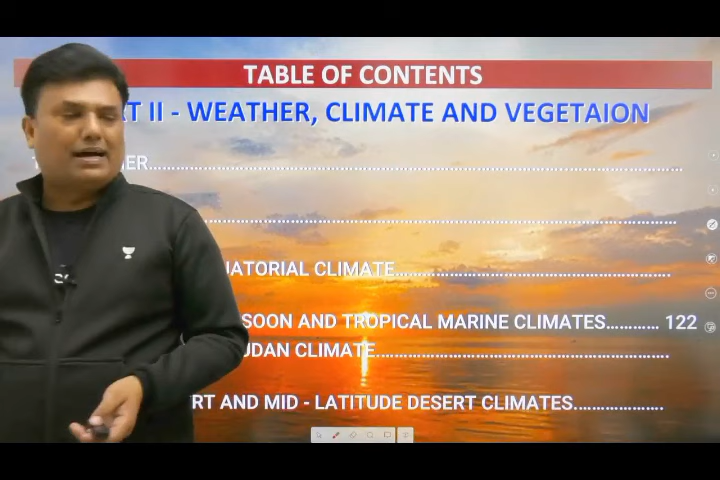 TABLE OF CONTENTS
T II - WEATHER, CLIMATE AND VEGETAION
ER....................................................
....................................................
UATORIAL CLIMATE....................................................
SOON AND TROPICAL MARINE CLIMATES............ 122
UDAN CLIMATE....................................................
RT AND MID - LATITUDE DESERT CLIMATES..................